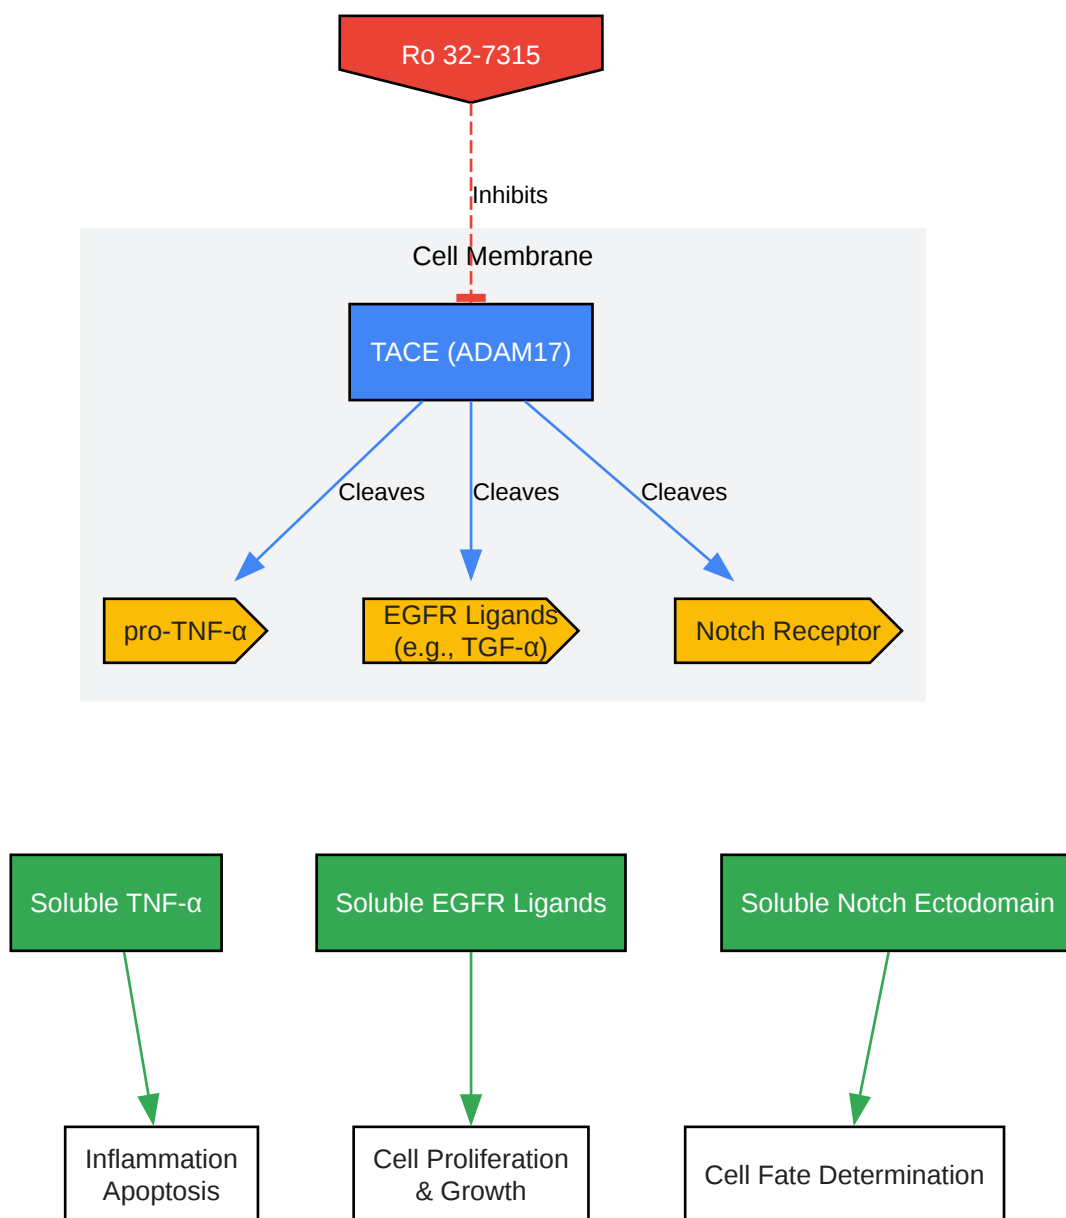 Ro 32-7315
Inhibits
Cell Membrane
TACE (ADAM17)
Cleaves
Cleaves
Cleaves
pro-TNF-α
EGFR Ligands
(e.g., TGF-α)
Notch Receptor
Soluble TNF-α
Soluble EGFR Ligands
Soluble Notch Ectodomain
Inflammation
Apoptosis
Cell Proliferation
& Growth
Cell Fate Determination